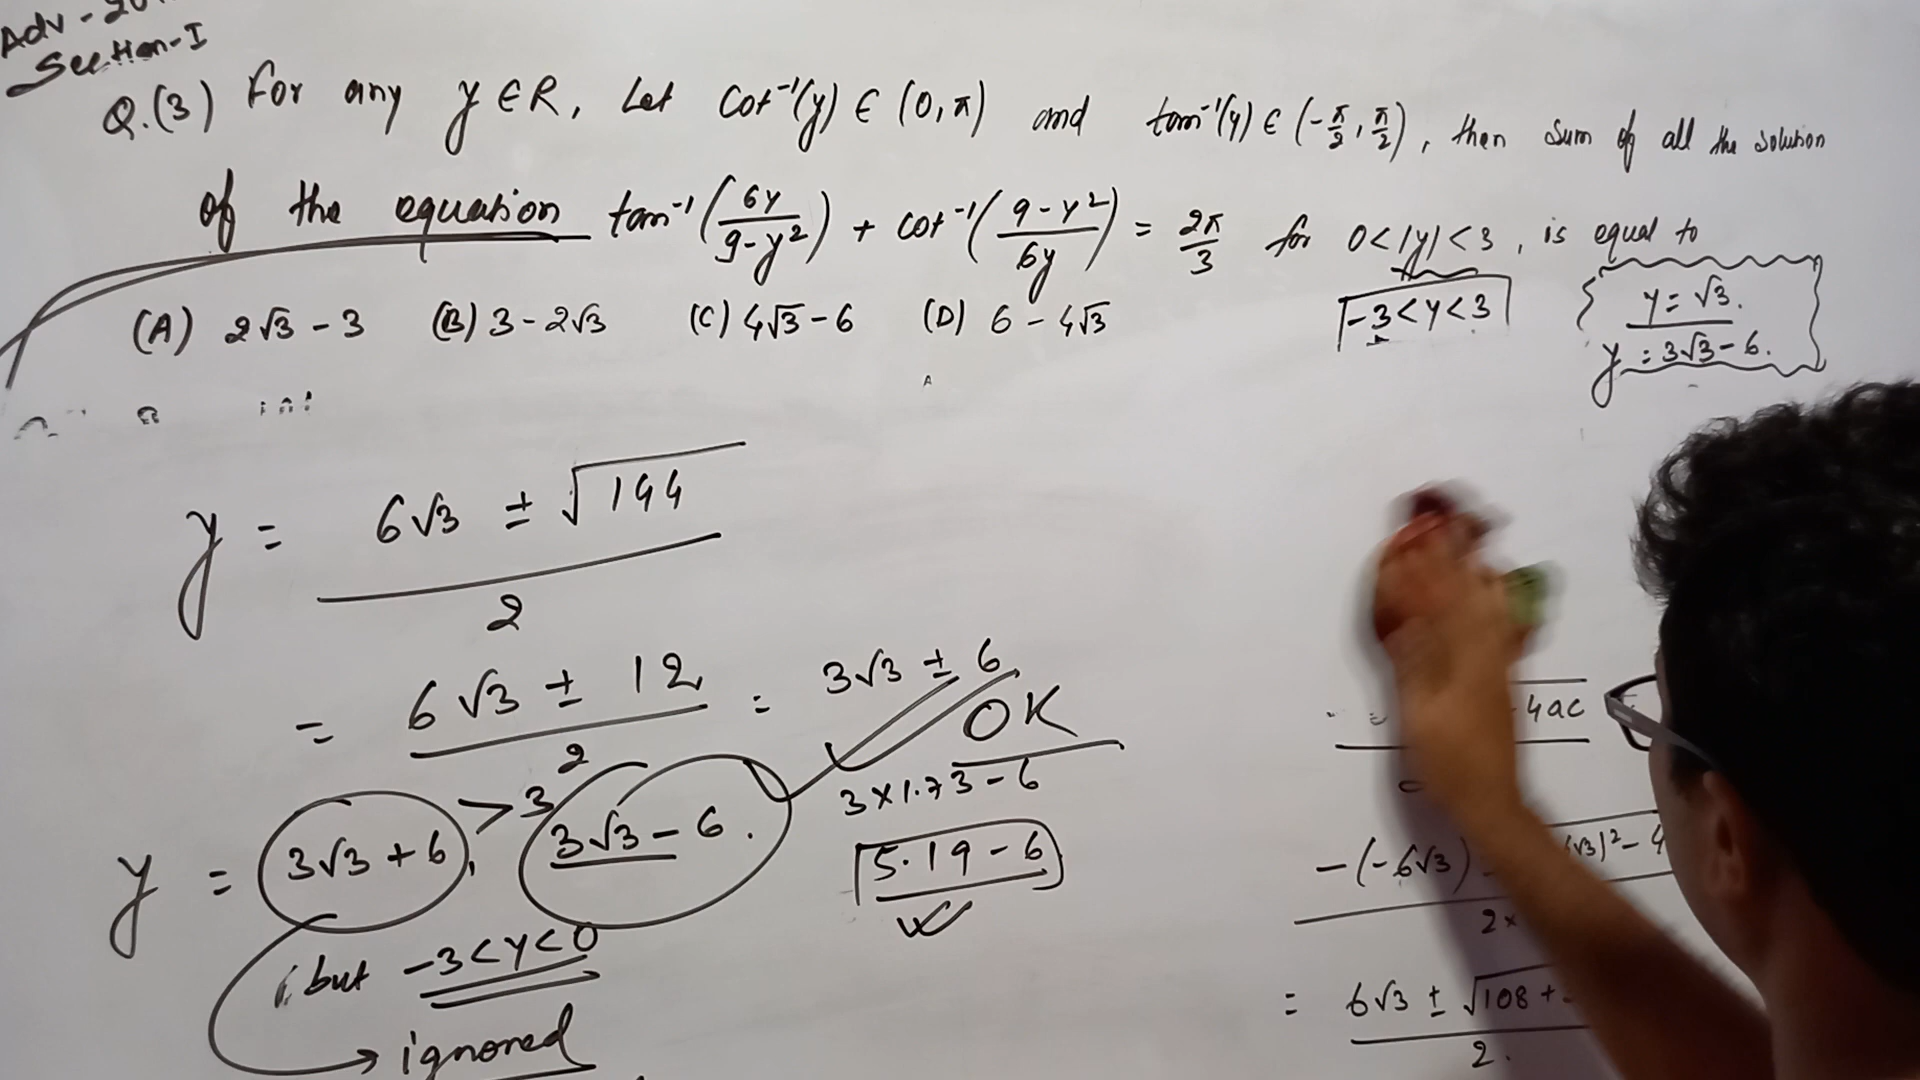 Adv - 20
Section-I
Q.(3) For any y ∈ R, Let cot⁻¹(y) ∈ (0, π) and tan⁻¹(y) ∈ (-π/2, π/2), then sum of all the solution
of the equation tan⁻¹(6y/(9-y²)) + cot⁻¹((9-y²)/6y) = 2π/3 for 0<|y|<3, is equal to
(A) 2√3 - 3 (B) 3 - 2√3 (C) 4√3 - 6 (D) 6 - 4√3
-3<y<3
y = √3.
y = 3√3 - 6.
y = (6√3 ± √144)/2
= (6√3 ± 12)/2 = 3√3 ± 6
OK
y = 3√3 + 6 > 3, 3√3 - 6.
3×1.73 - 6
5.19 - 6
but -3<y<0
ignored
4ac
-(-6√3) √3)² - 4
2×
= 6√3 ± √108 +
2.